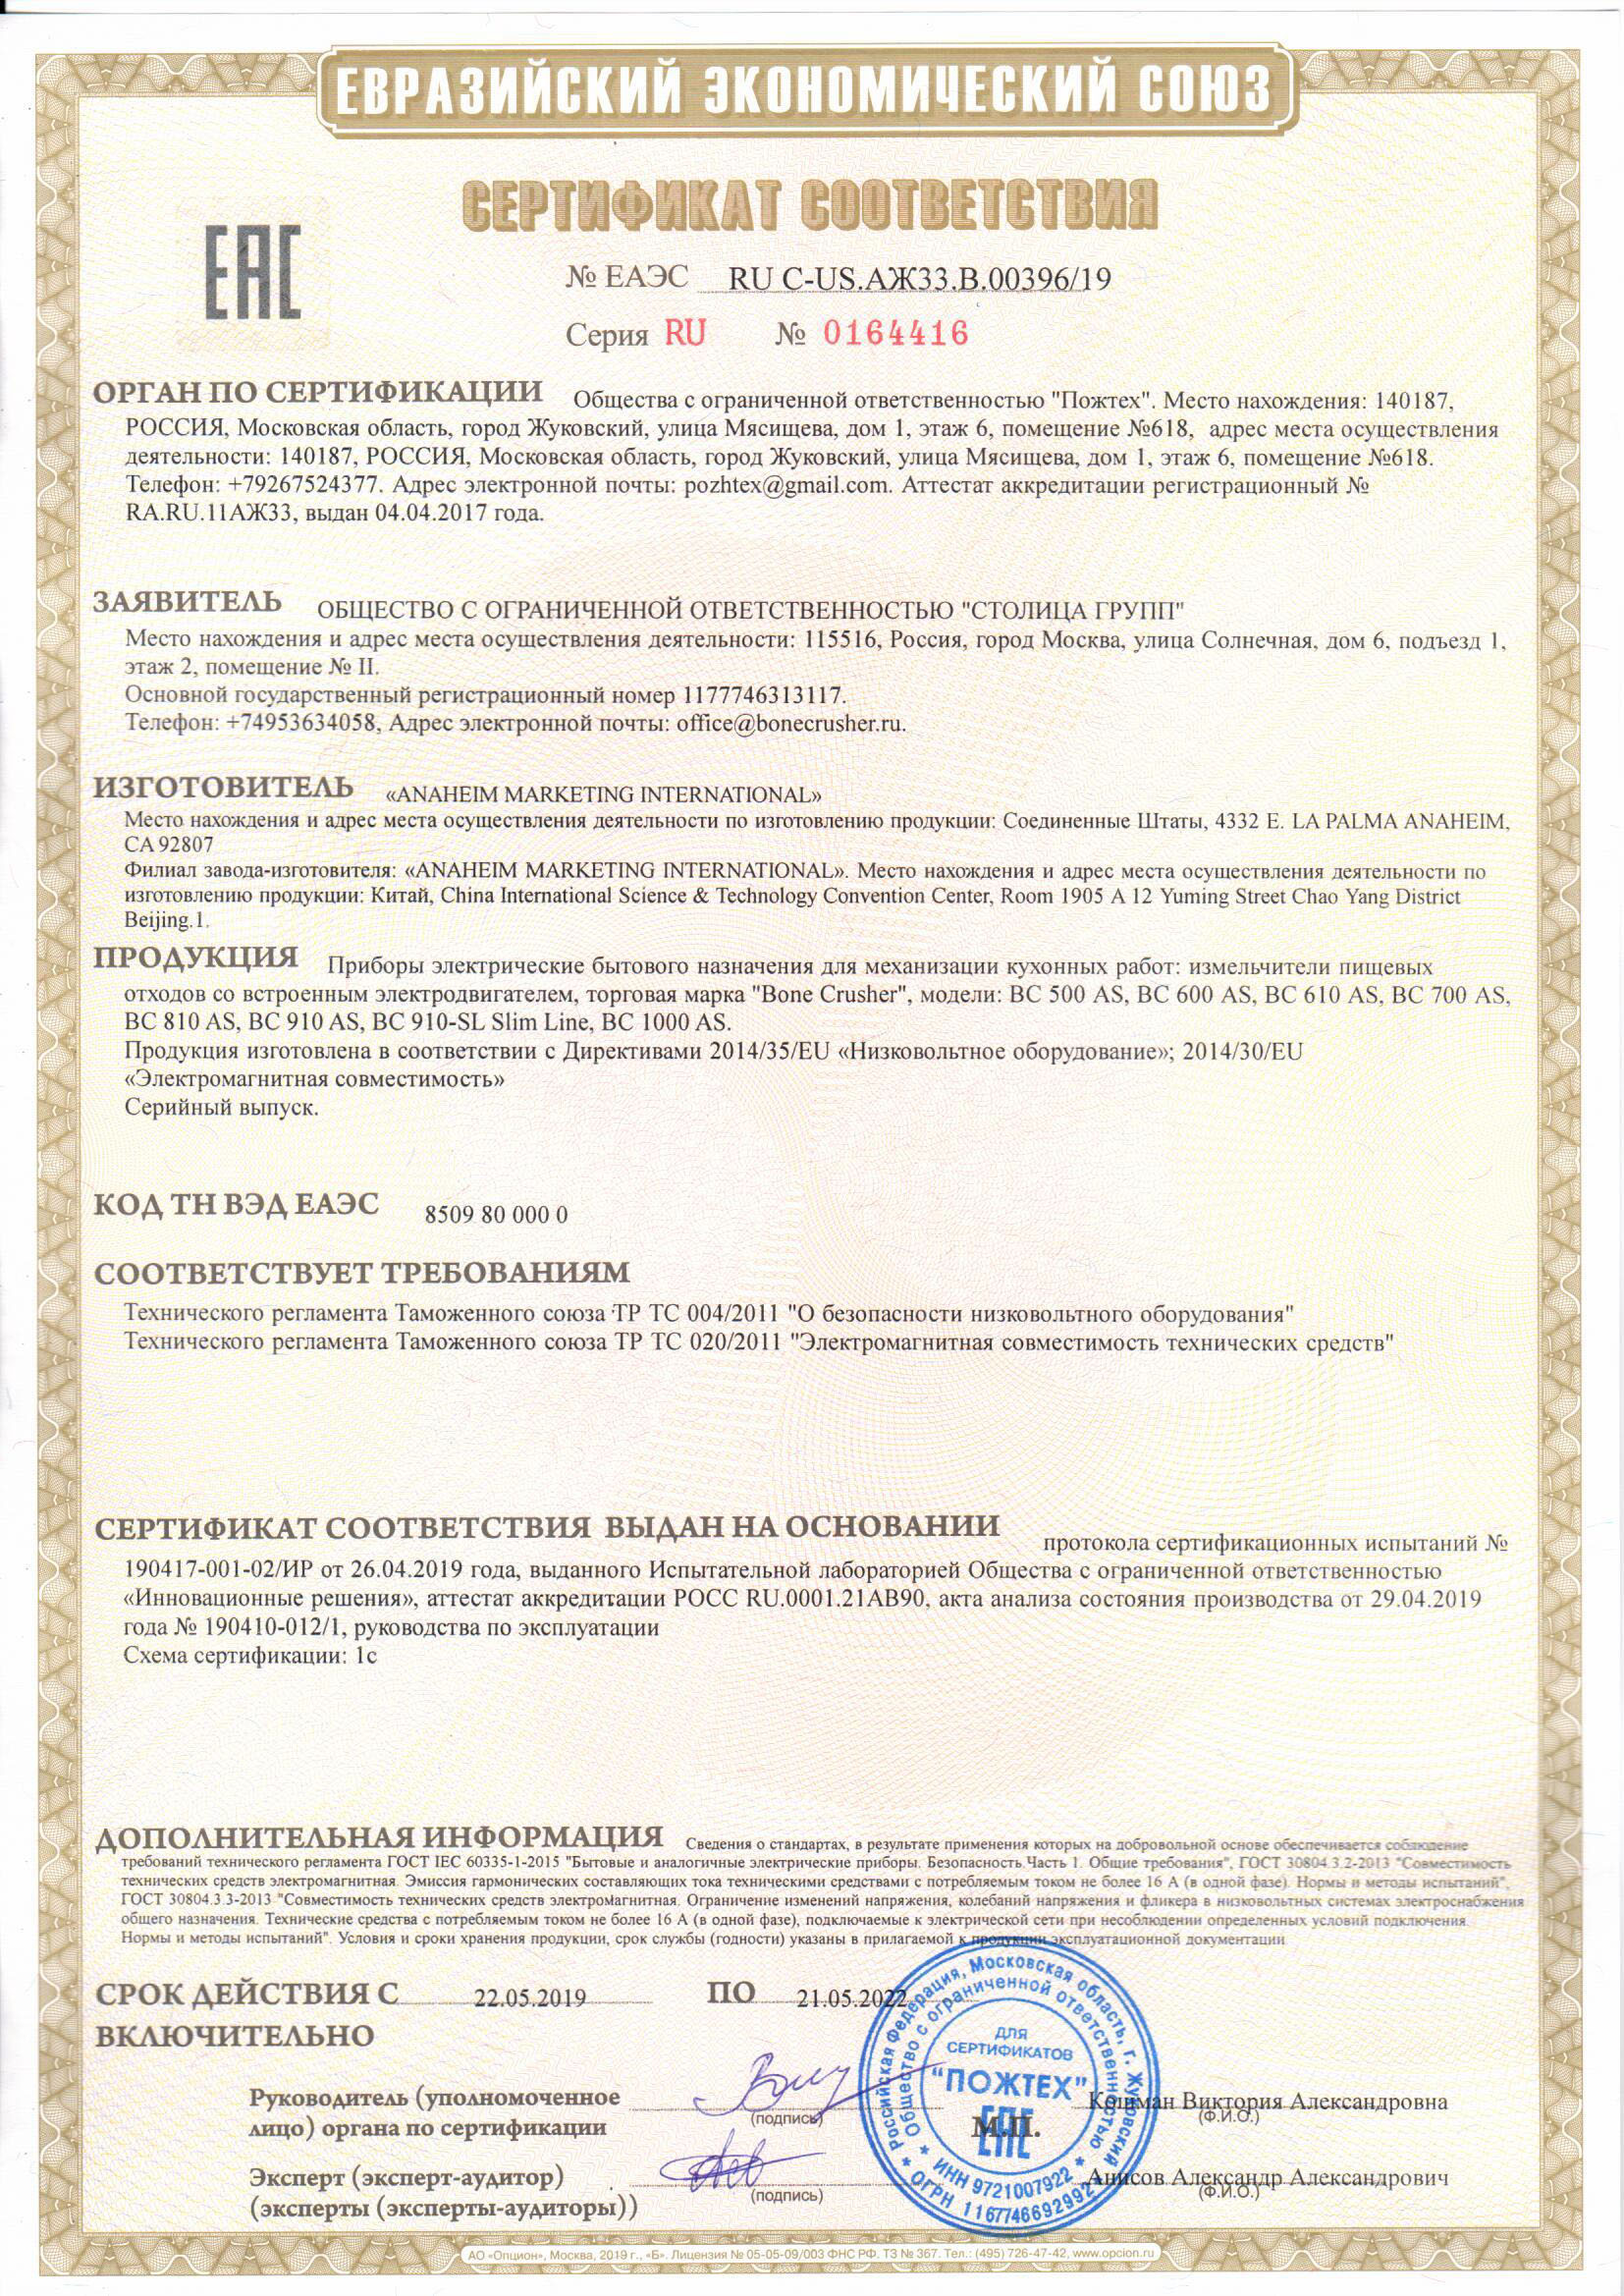 ЕВРАЗИЙСКИЙ ЭКОНОМИЧЕСКИЙ СОЮЗ
СЕРТИФИКАТ СООТВЕТСТВИЯ
ЕАС
№ ЕАЭС RU С-US.АЖ33.В.00396/19
Серия RU № 0164416
ОРГАН ПО СЕРТИФИКАЦИИ Общества с ограниченной ответственностью "Пожтех". Место нахождения: 140187,
РОССИЯ, Московская область, город Жуковский, улица Мясищева, дом 1, этаж 6, помещение №618, адрес места осуществления
деятельности: 140187, РОССИЯ, Московская область, город Жуковский, улица Мясищева, дом 1, этаж 6, помещение №618.
Телефон: +79267524377. Адрес электронной почты: pozhtex@gmail.com. Аттестат аккредитации регистрационный №
RA.RU.11АЖ33, выдан 04.04.2017 года.
ЗАЯВИТЕЛЬ ОБЩЕСТВО С ОГРАНИЧЕННОЙ ОТВЕТСТВЕННОСТЬЮ "СТОЛИЦА ГРУПП"
Место нахождения и адрес места осуществления деятельности: 115516, Россия, город Москва, улица Солнечная, дом 6, подъезд 1,
этаж 2, помещение № II.
Основной государственный регистрационный номер 1177746313117.
Телефон: +74953634058, Адрес электронной почты: office@bonecrusher.ru.
ИЗГОТОВИТЕЛЬ «ANAHEIM MARKETING INTERNATIONAL»
Место нахождения и адрес места осуществления деятельности по изготовлению продукции: Соединенные Штаты, 4332 E. LA PALMA ANAHEIM,
CA 92807
Филиал завода-изготовителя: «ANAHEIM MARKETING INTERNATIONAL». Место нахождения и адрес места осуществления деятельности по
изготовлению продукции: Китай, China International Science & Technology Convention Center, Room 1905 A 12 Yuming Street Chao Yang District
Beijing.1.
ПРОДУКЦИЯ Приборы электрические бытового назначения для механизации кухонных работ: измельчители пищевых
отходов со встроенным электродвигателем, торговая марка "Bone Crusher", модели: BC 500 AS, BC 600 AS, BC 610 AS, BC 700 AS,
BC 810 AS, BC 910 AS, BC 910-SL Slim Line, BC 1000 AS.
Продукция изготовлена в соответствии с Директивами 2014/35/EU «Низковольтное оборудование»; 2014/30/EU
«Электромагнитная совместимость»
Серийный выпуск.
КОД ТН ВЭД ЕАЭС 8509 80 000 0
СООТВЕТСТВУЕТ ТРЕБОВАНИЯМ
Технического регламента Таможенного союза ТР ТС 004/2011 "О безопасности низковольтного оборудования"
Технического регламента Таможенного союза ТР ТС 020/2011 "Электромагнитная совместимость технических средств"
СЕРТИФИКАТ СООТВЕТСТВИЯ ВЫДАН НА ОСНОВАНИИ протокола сертификационных испытаний №
190417-001-02/ИР от 26.04.2019 года, выданного Испытательной лабораторией Общества с ограниченной ответственностью
«Инновационные решения», аттестат аккредитации РОСС RU.0001.21АВ90, акта анализа состояния производства от 29.04.2019
года № 190410-012/1, руководства по эксплуатации
Схема сертификации: 1с
ДОПОЛНИТЕЛЬНАЯ ИНФОРМАЦИЯ Сведения о стандартах, в результате применения которых на добровольной основе обеспечивается соблюдение
требований технического регламента ГОСТ IEC 60335-1-2015 "Бытовые и аналогичные электрические приборы. Безопасность.Часть 1. Общие требования", ГОСТ 30804.3.2-2013 "Совместимость
технических средств электромагнитная. Эмиссия гармонических составляющих тока техническими средствами с потребляемым током не более 16 А (в одной фазе). Нормы и методы испытаний",
ГОСТ 30804.3.3-2013 "Совместимость технических средств электромагнитная. Ограничение изменений напряжения, колебаний напряжения и фликера в низковольтных системах электроснабжения
общего назначения. Технические средства с потребляемым током не более 16 А (в одной фазе), подключаемые к электрической сети при несоблюдении определенных условий подключения.
Нормы и методы испытаний". Условия и сроки хранения продукции, срок службы (годности) указаны в прилагаемой к продукции эксплуатационной документации
СРОК ДЕЙСТВИЯ С 22.05.2019 ПО 21.05.2022
ВКЛЮЧИТЕЛЬНО
Российская Федерация, Московская область, г. Жуковский
Общество с ограниченной ответственностью
ДЛЯ
СЕРТИФИКАТОВ
"ПОЖТЕХ"
ЕАС
ИНН 9721007922
ОГРН 1167746692992
Руководитель (уполномоченное
лицо) органа по сертификации
(подпись)
М.П.
Кошман Виктория Александровна
(Ф.И.О.)
Эксперт (эксперт-аудитор)
(эксперты (эксперты-аудиторы))
(подпись)
Анисов Александр Александрович
(Ф.И.О.)
АО «Опцион», Москва, 2019 г., «Б». Лицензия № 05-05-09/003 ФНС РФ. ТЗ № 367. Тел.: (495) 726-47-42, www.opcion.ru